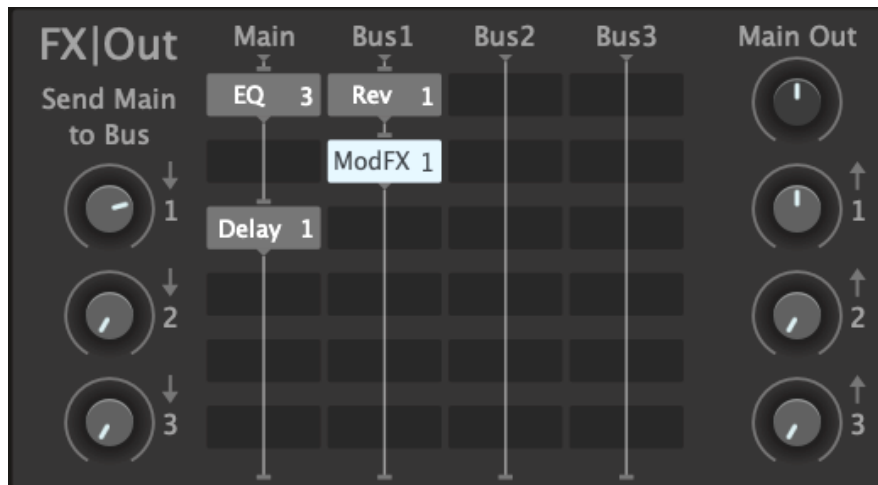 FX|Out
Main Bus1 Bus2 Bus3 Main Out
Send Main
to Bus
EQ 3 Rev 1
ModFX 1
1 Delay 1 1
2 2
3 3